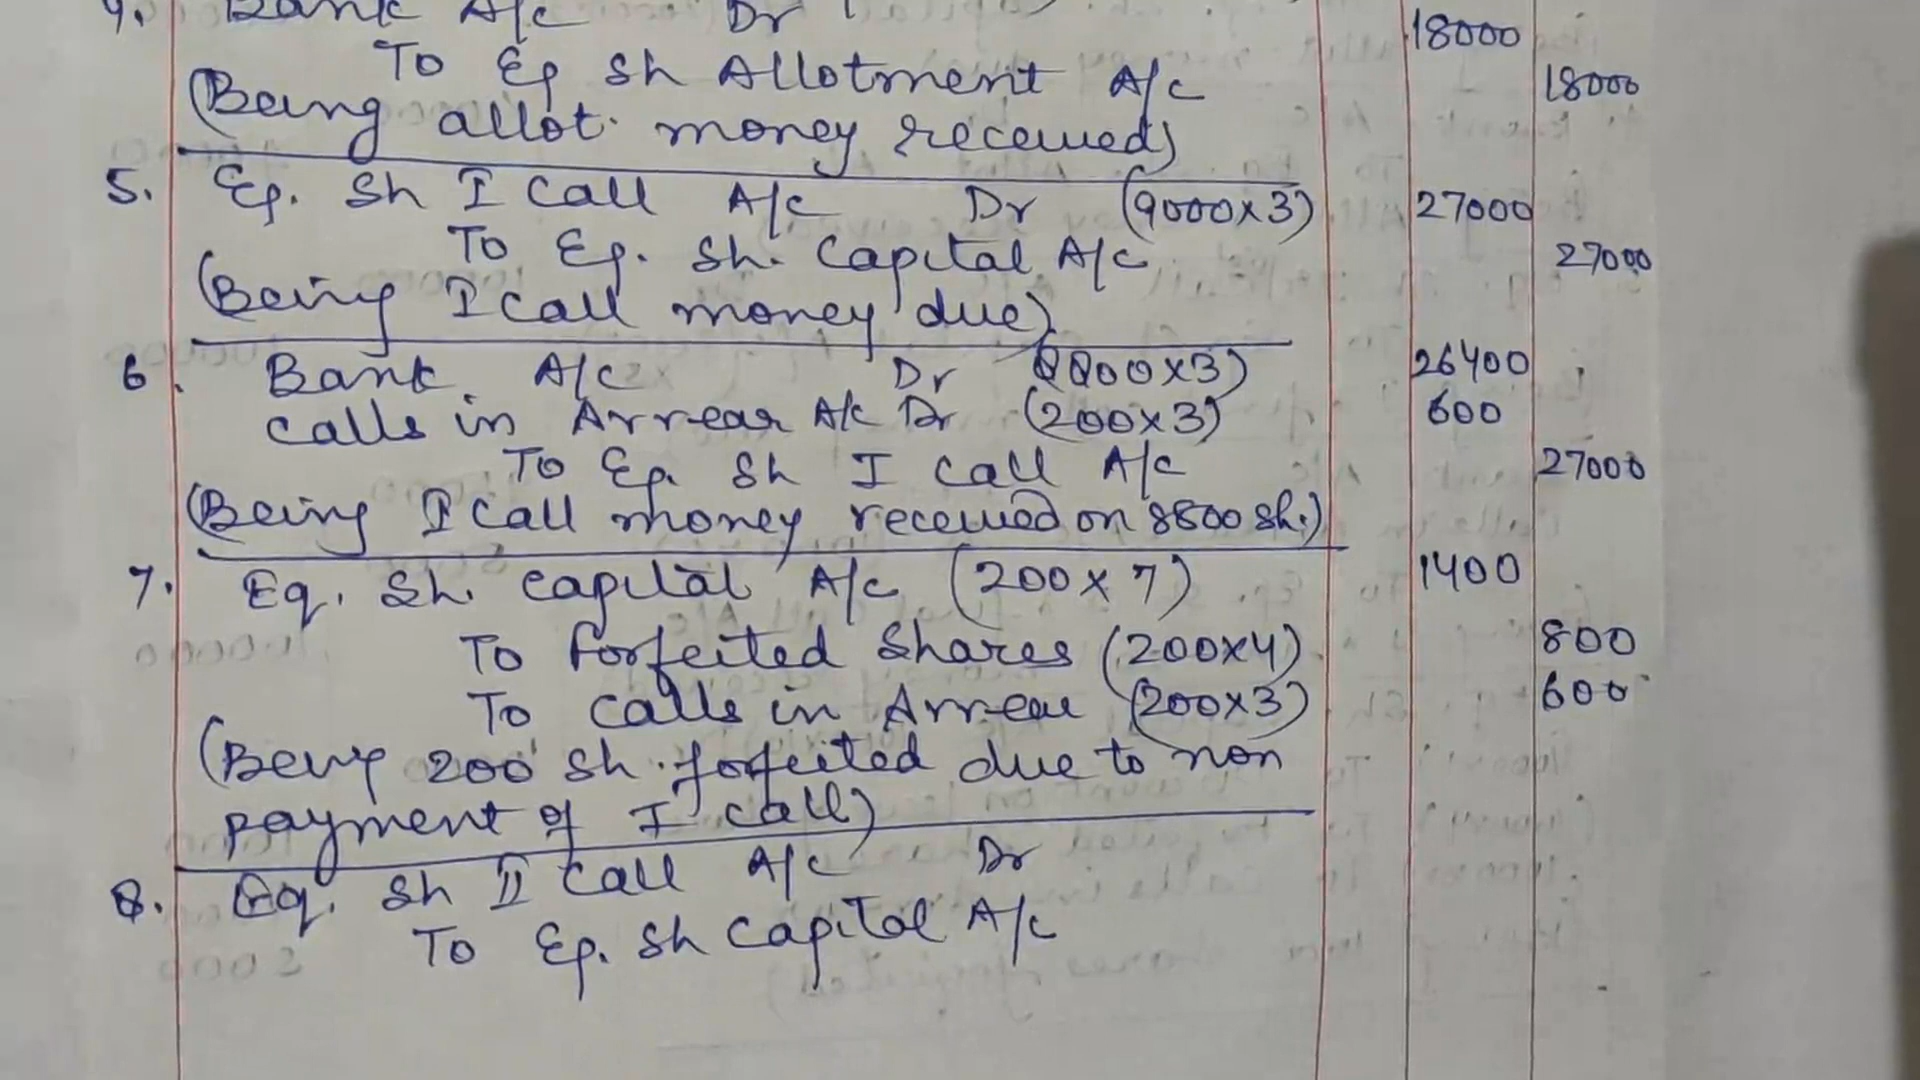 4. Bank A/c Dr 18000
To Eq Sh Allotment A/c 18000
(Being allot. money received)
5. Eq. Sh I Call A/c Dr (9000x3) 27000
To Eq. Sh. Capital A/c 27000
(Being I Call money due)
6. Bank A/c Dr (8800x3) 26400
Calls in Arrear A/c Dr (200x3) 600
To Eq. Sh I Call A/c 27000
(Being I Call money received on 8800 sh.)
7. Eq. Sh. Capital A/c (200x7) 1400
To Forfeited Shares (200x4) 800
To Calls in Arrear (200x3) 600
(Being 200 sh. forfeited due to non
payment of I call)
8. Eq. Sh II Call A/c Dr
To Eq. Sh Capital A/c